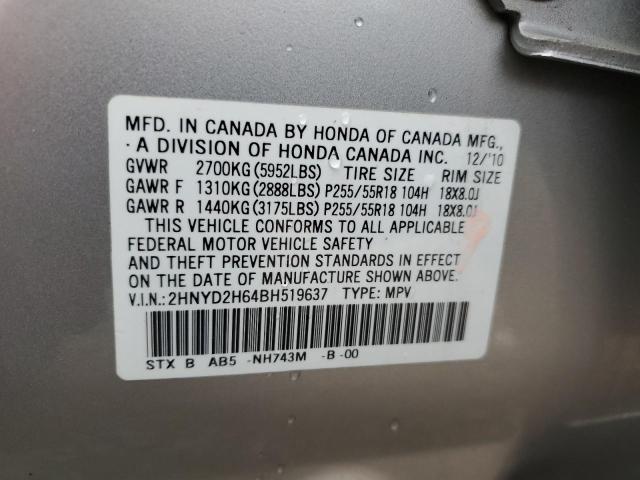 MFD. IN CANADA BY HONDA OF CANADA MFG.,
A DIVISION OF HONDA CANADA INC. 12/'10
GVWR 2700KG(5952LBS) TIRE SIZE RIM SIZE
GAWR F 1310KG(2888LBS)P255/55R18 104H 18X8.0J
GAWR R 1440KG(3175LBS)P255/55R18 104H 18X8.0J
THIS VEHICLE CONFORMS TO ALL APPLICABLE
FEDERAL MOTOR VEHICLE SAFETY
AND THEFT PREVENTION STANDARDS IN EFFECT
ON THE DATE OF MANUFACTURE SHOWN ABOVE.
V.I.N.: 2HNYD2H64BH519637 TYPE: MPV
STX B AB5 -NH743M -B-00